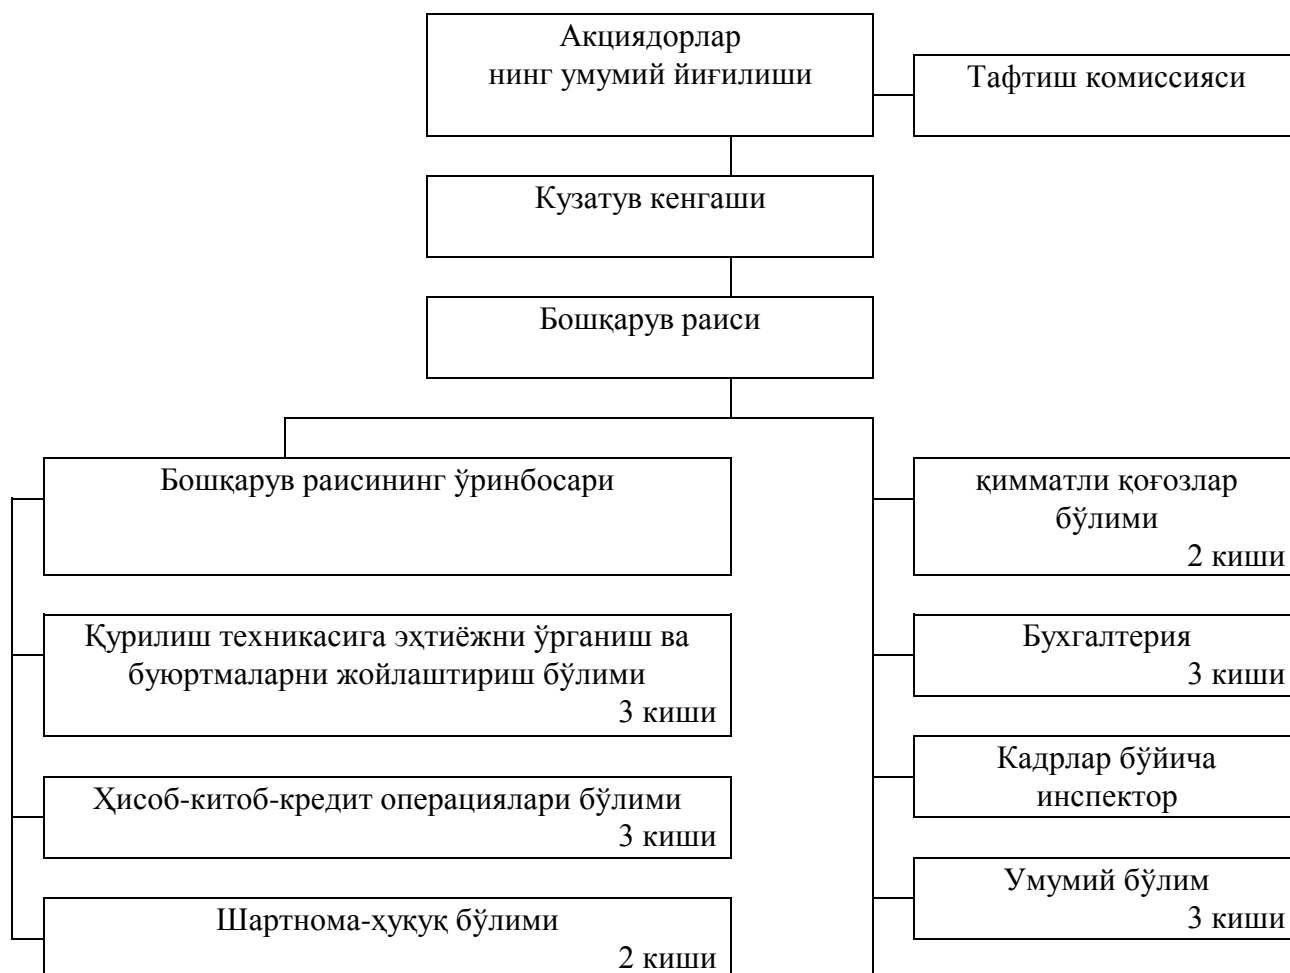 Акциядорлар
нинг умумий йиғилиши
Тафтиш комиссияси
Кузатув кенгаши
Бошқарув раиси
Бошқарув раисининг ўринбосари
қимматли қоғозлар
бўлими
2 киши
Қурилиш техникасига эҳтиёжни ўрганиш ва
буюртмаларни жойлаштириш бўлими
3 киши
Бухгалтерия
3 киши
Ҳисоб-китоб-кредит операциялари бўлими
3 киши
Кадрлар бўйича
инспектор
Шартнома-ҳуқуқ бўлими
2 киши
Умумий бўлим
3 киши